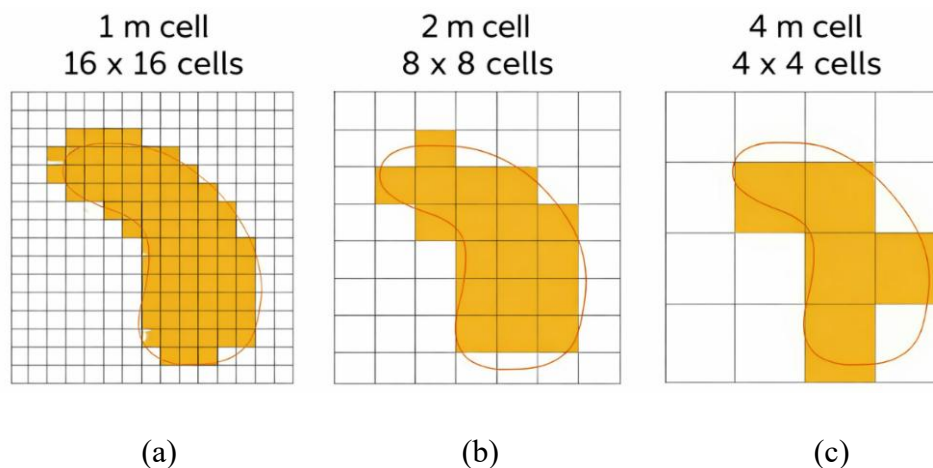 1 m cell
16 x 16 cells
2 m cell
8 x 8 cells
4 m cell
4 x 4 cells
(a)
(b)
(c)